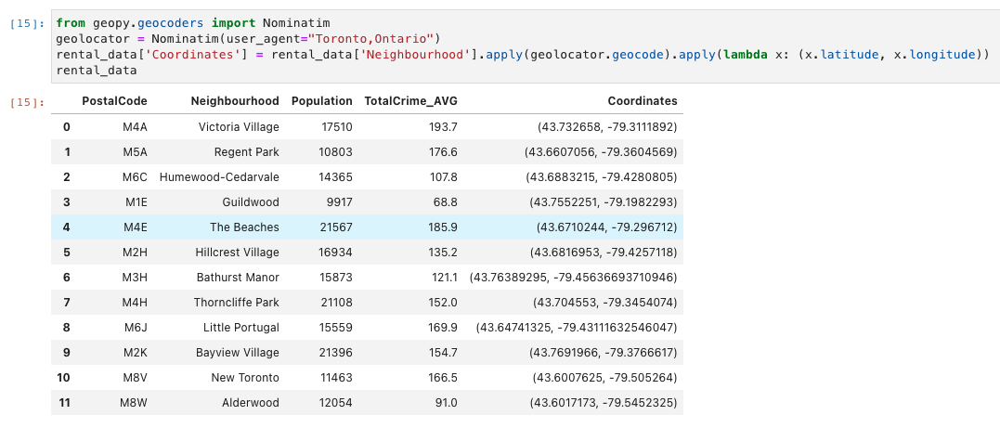 [15]: from geopy.geocoders import Nominatim
geolocator = Nominatim(user_agent="Toronto,Ontario")
rental_data['Coordinates'] = rental_data['Neighbourhood'].apply(geolocator.geocode).apply(lambda x: (x.latitude, x.longitude))
rental_data
[15]: PostalCode Neighbourhood Population TotalCrime_AVG Coordinates
0 M4A Victoria Village 17510 193.7 (43.732658, -79.3111892)
1 M5A Regent Park 10803 176.6 (43.6607056, -79.3604569)
2 M6C Humewood-Cedarvale 14365 107.8 (43.6883215, -79.4280805)
3 M1E Guildwood 9917 68.8 (43.7552251, -79.1982293)
4 M4E The Beaches 21567 185.9 (43.6710244, -79.296712)
5 M2H Hillcrest Village 16934 135.2 (43.6816953, -79.4257118)
6 M3H Bathurst Manor 15873 121.1 (43.76389295, -79.45636693710946)
7 M4H Thorncliffe Park 21108 152.0 (43.704553, -79.3454074)
8 M6J Little Portugal 15559 169.9 (43.64741325, -79.43111632546047)
9 M2K Bayview Village 21396 154.7 (43.7691966, -79.3766617)
10 M8V New Toronto 11463 166.5 (43.6007625, -79.505264)
11 M8W Alderwood 12054 91.0 (43.6017173, -79.5452325)